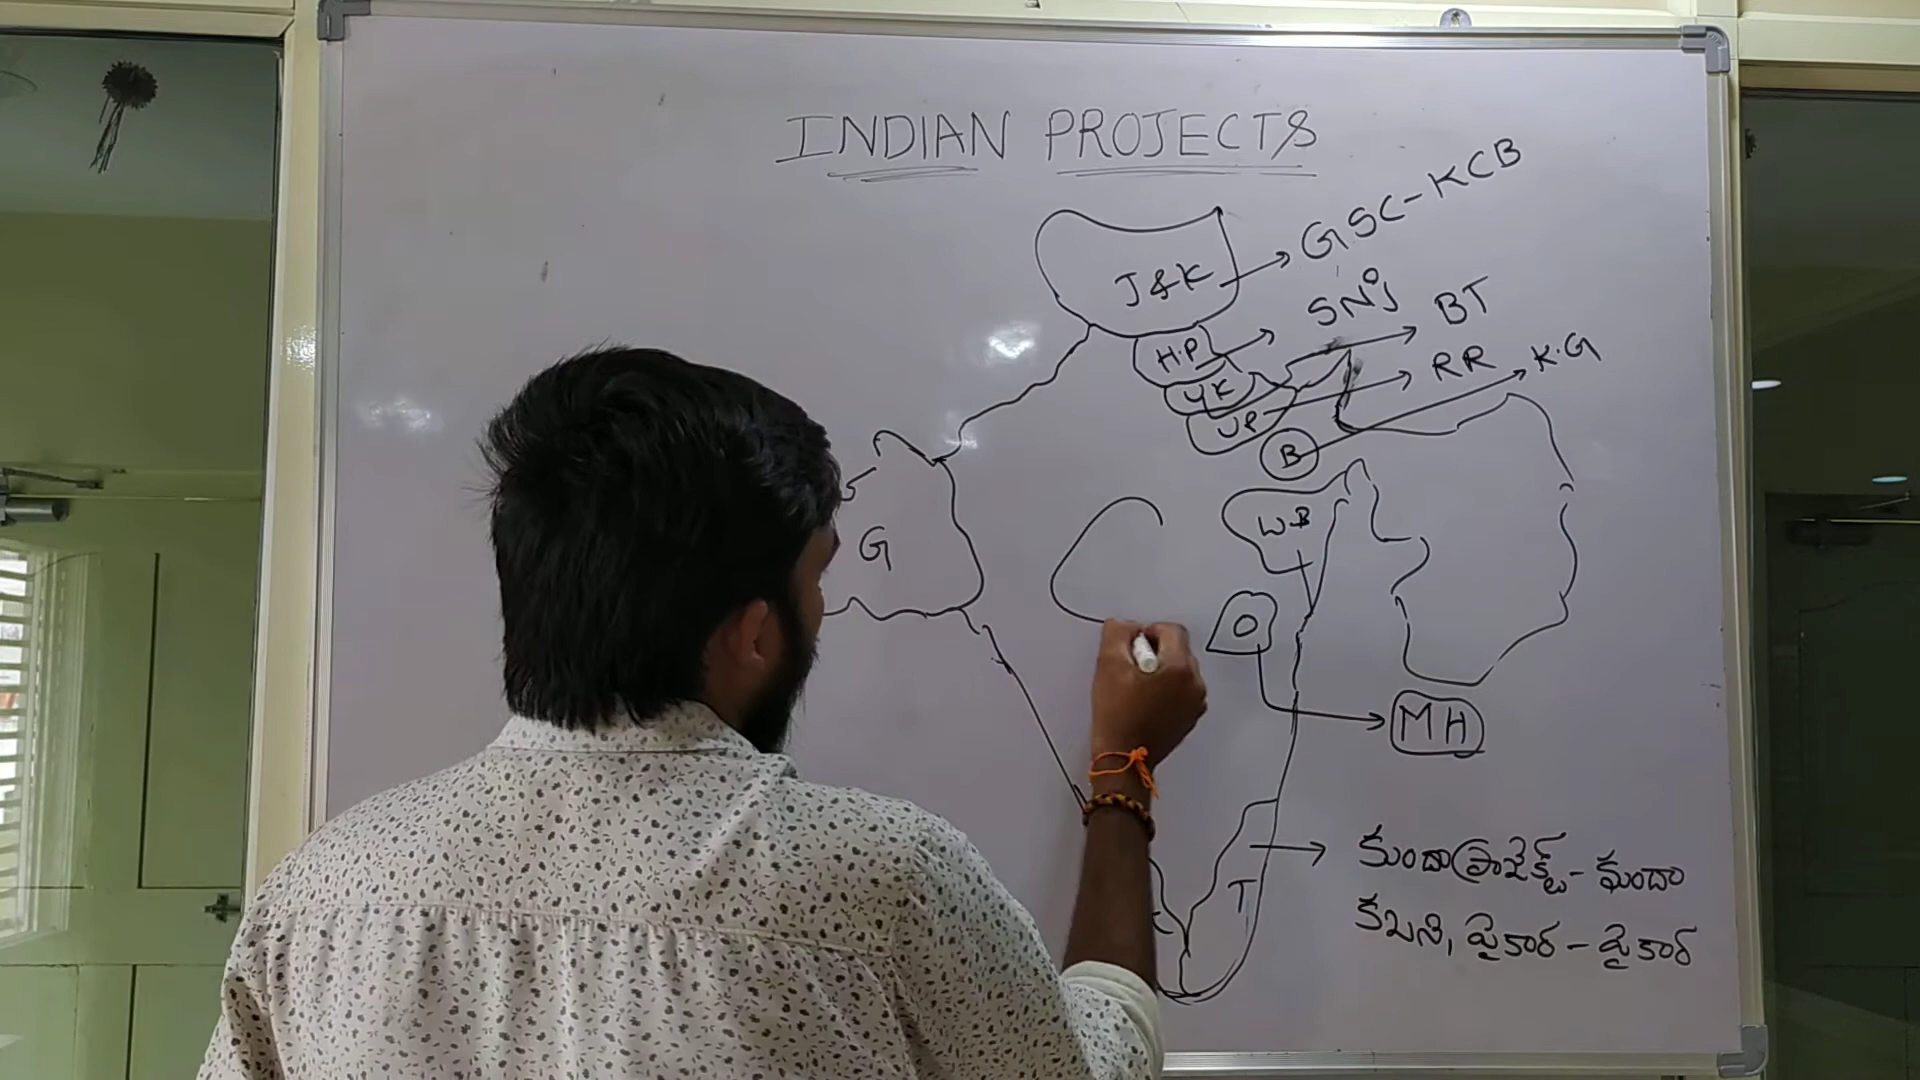 INDIAN PROJECTS
J&K → GSC-KCB
H.P → SNJ
UK → BT
UP → RR
B → K.G
G
WB
O → MH
T → కుందాప్రాజెక్ట్ - ఘందా
కబని, పైకార - పైకార్